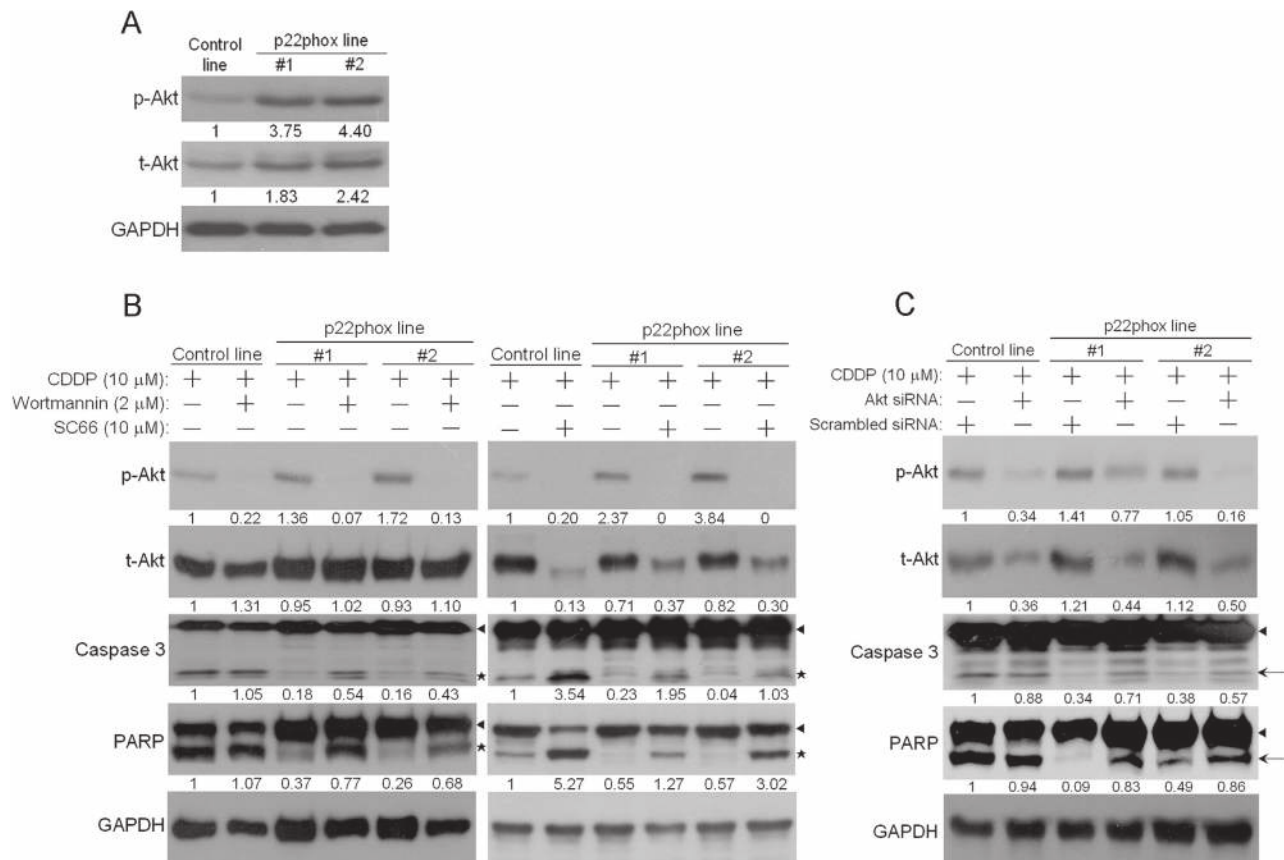 A
Control line
p22phox line
#1 #2
p-Akt
1 3.75 4.40
t-Akt
1 1.83 2.42
GAPDH
B
p22phox line
Control line #1 #2
CDDP (10 µM): + + + + + +
Wortmannin (2 µM): − + − + − +
SC66 (10 µM): − − − − − −
p-Akt
1 0.22 1.36 0.07 1.72 0.13
t-Akt
1 1.31 0.95 1.02 0.93 1.10
Caspase 3
1 1.05 0.18 0.54 0.16 0.43
PARP
1 1.07 0.37 0.77 0.26 0.68
GAPDH
p22phox line
Control line #1 #2
+ + + + + +
− − − − − −
− + − + − +
1 0.20 2.37 0 3.84 0
1 0.13 0.71 0.37 0.82 0.30
1 3.54 0.23 1.95 0.04 1.03
1 5.27 0.55 1.27 0.57 3.02
C
p22phox line
Control line #1 #2
CDDP (10 µM): + + + + + +
Akt siRNA: − + − + − +
Scrambled siRNA: + − + − + −
p-Akt
1 0.34 1.41 0.77 1.05 0.16
t-Akt
1 0.36 1.21 0.44 1.12 0.50
Caspase 3
1 0.88 0.34 0.71 0.38 0.57
PARP
1 0.94 0.09 0.83 0.49 0.86
GAPDH